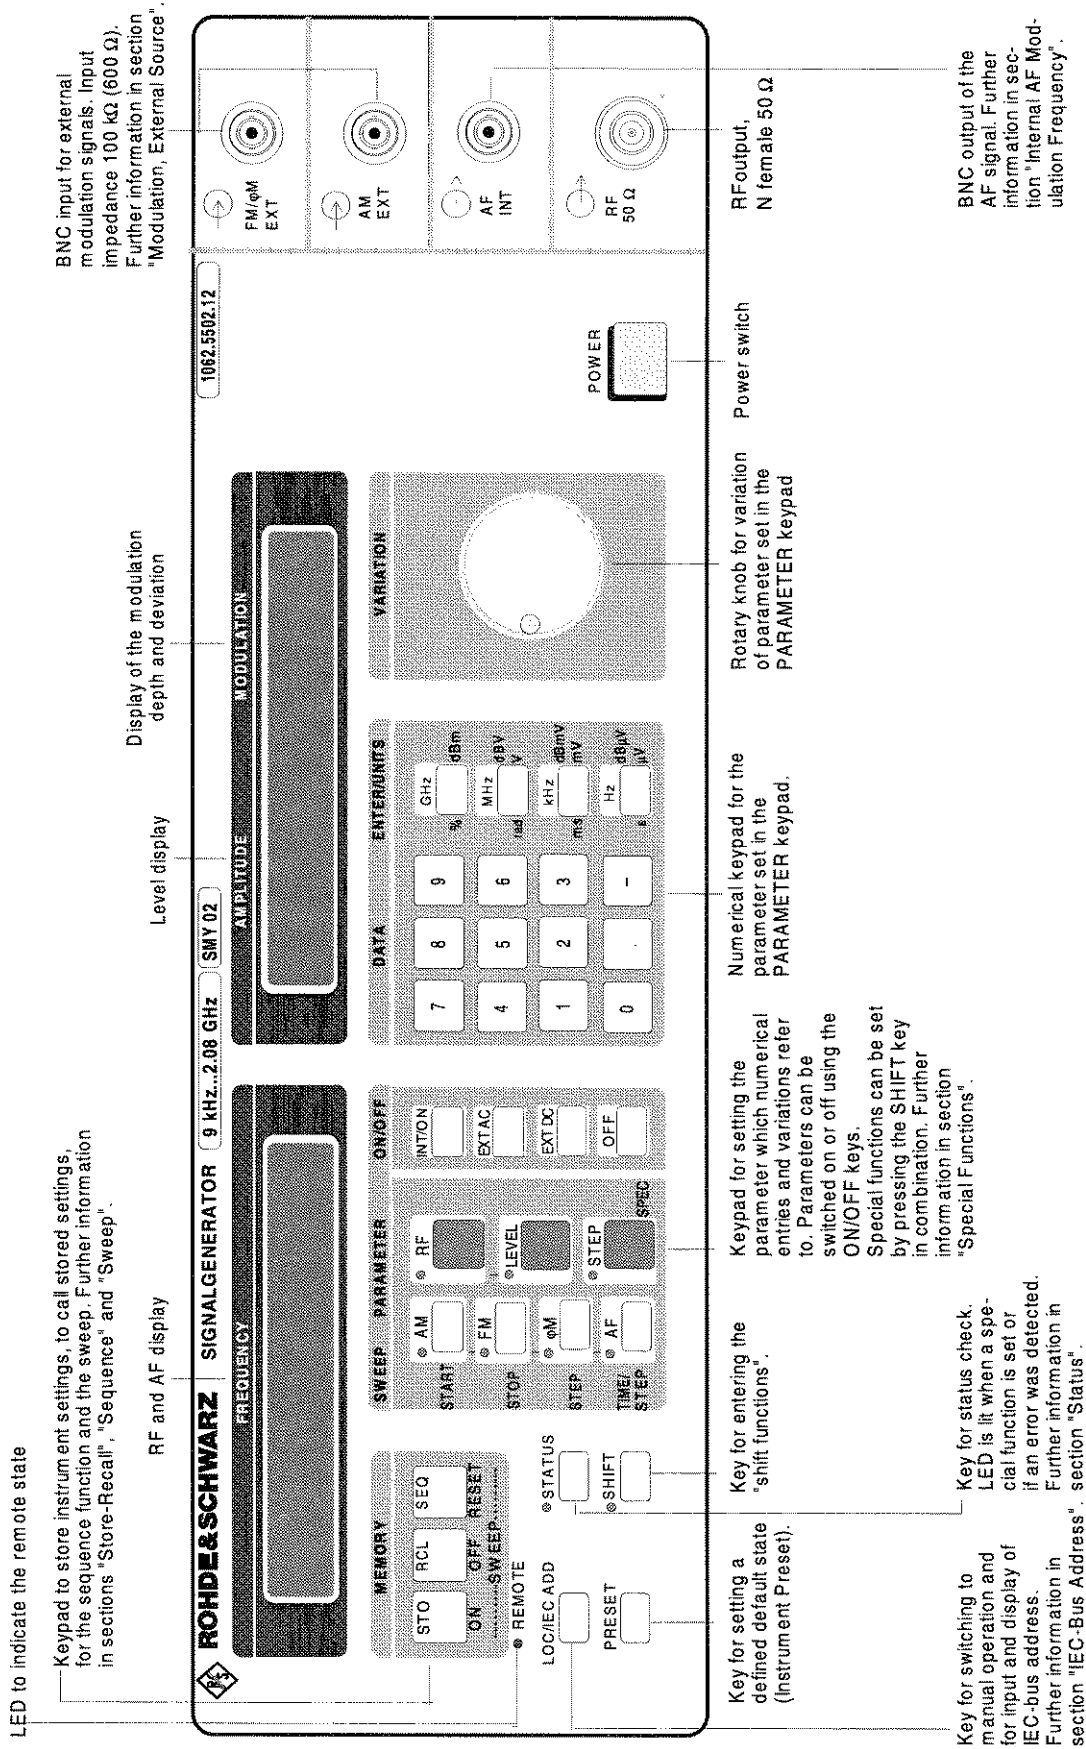 LED to indicate the remote state
Keypad to store instrument settings, to call stored settings,
for the sequence function and the sweep. Further information
in sections "Store-Recall", "Sequence" and "Sweep".
RF and AF display
Level display
Display of the modulation
depth and deviation
BNC input for external
modulation signals. Input
impedance 100 kΩ (600 Ω).
Further information in section
"Modulation, External Source".
ROHDE&SCHWARZ
SIGNALGENERATOR
9 kHz...2.08 GHz
SMY 02
1062.5502.12
FREQUENCY
AMPLITUDE
MODULATION
MEMORY
STO
RCL
SEQ
ON
OFF
RESET
SWEEP
REMOTE
LOC/IEC ADD
STATUS
PRESET
SHIFT
SWEEP
PARAMETER
ON/OFF
START
AM
RF
INT/ON
STOP
FM
LEVEL
EXT AC
STEP
φM
STEP
EXT DC
TIME/
STEP
AF
SPEC
OFF
DATA
ENTER/UNITS
7
8
9
%
GHz
dBm
4
5
6
rad
MHz
dBV
V
1
2
3
ms
kHz
dBmV
mV
0
.
-
s
Hz
dBµV
µV
VARIATION
POWER
FM/φM
EXT
AM
EXT
AF
INT
RF
50 Ω
Key for setting a
defined default state
(Instrument Preset).
Key for entering the
"shift functions".
Keypad for setting the
parameter which numerical
entries and variations refer
to. Parameters can be
switched on or off using the
ON/OFF keys.
Special functions can be set
by pressing the SHIFT key
in combination. Further
information in section
"Special Functions".
Numerical keypad for the
parameter set in the
PARAMETER keypad.
Rotary knob for variation
of parameter set in the
PARAMETER keypad
Power switch
RFoutput,
N female 50 Ω
Key for switching to
manual operation and
for input and display of
IEC-bus address.
Further information in
section "IEC-Bus Address".
Key for status check.
LED is lit when a spe-
cial function is set or
if an error was detected.
Further information in
section "Status".
BNC output of the
AF signal. Further
information in sec-
tion "Internal AF Mod-
ulation Frequency".